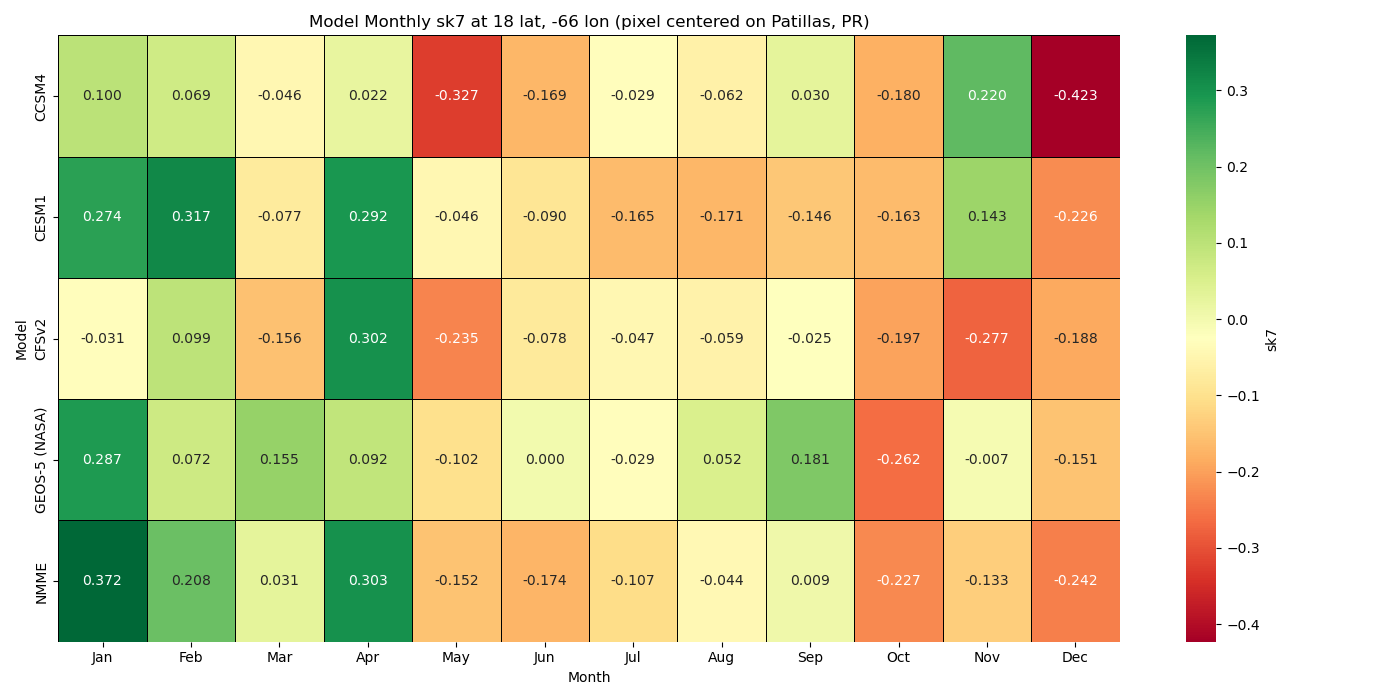 Model Monthly sk7 at 18 lat, -66 lon (pixel centered on Patillas, PR)
Model
CCSM4 0.100 0.069 -0.046 0.022 -0.327 -0.169 -0.029 -0.062 0.030 -0.180 0.220 -0.423
CESM1 0.274 0.317 -0.077 0.292 -0.046 -0.090 -0.165 -0.171 -0.146 -0.163 0.143 -0.226
CFSv2 -0.031 0.099 -0.156 0.302 -0.235 -0.078 -0.047 -0.059 -0.025 -0.197 -0.277 -0.188
GEOS-5 (NASA) 0.287 0.072 0.155 0.092 -0.102 0.000 -0.029 0.052 0.181 -0.262 -0.007 -0.151
NMME 0.372 0.208 0.031 0.303 -0.152 -0.174 -0.107 -0.044 0.009 -0.227 -0.133 -0.242
Jan Feb Mar Apr May Jun Jul Aug Sep Oct Nov Dec
Month
0.3
0.2
0.1
0.0
−0.1
−0.2
−0.3
−0.4
sk7